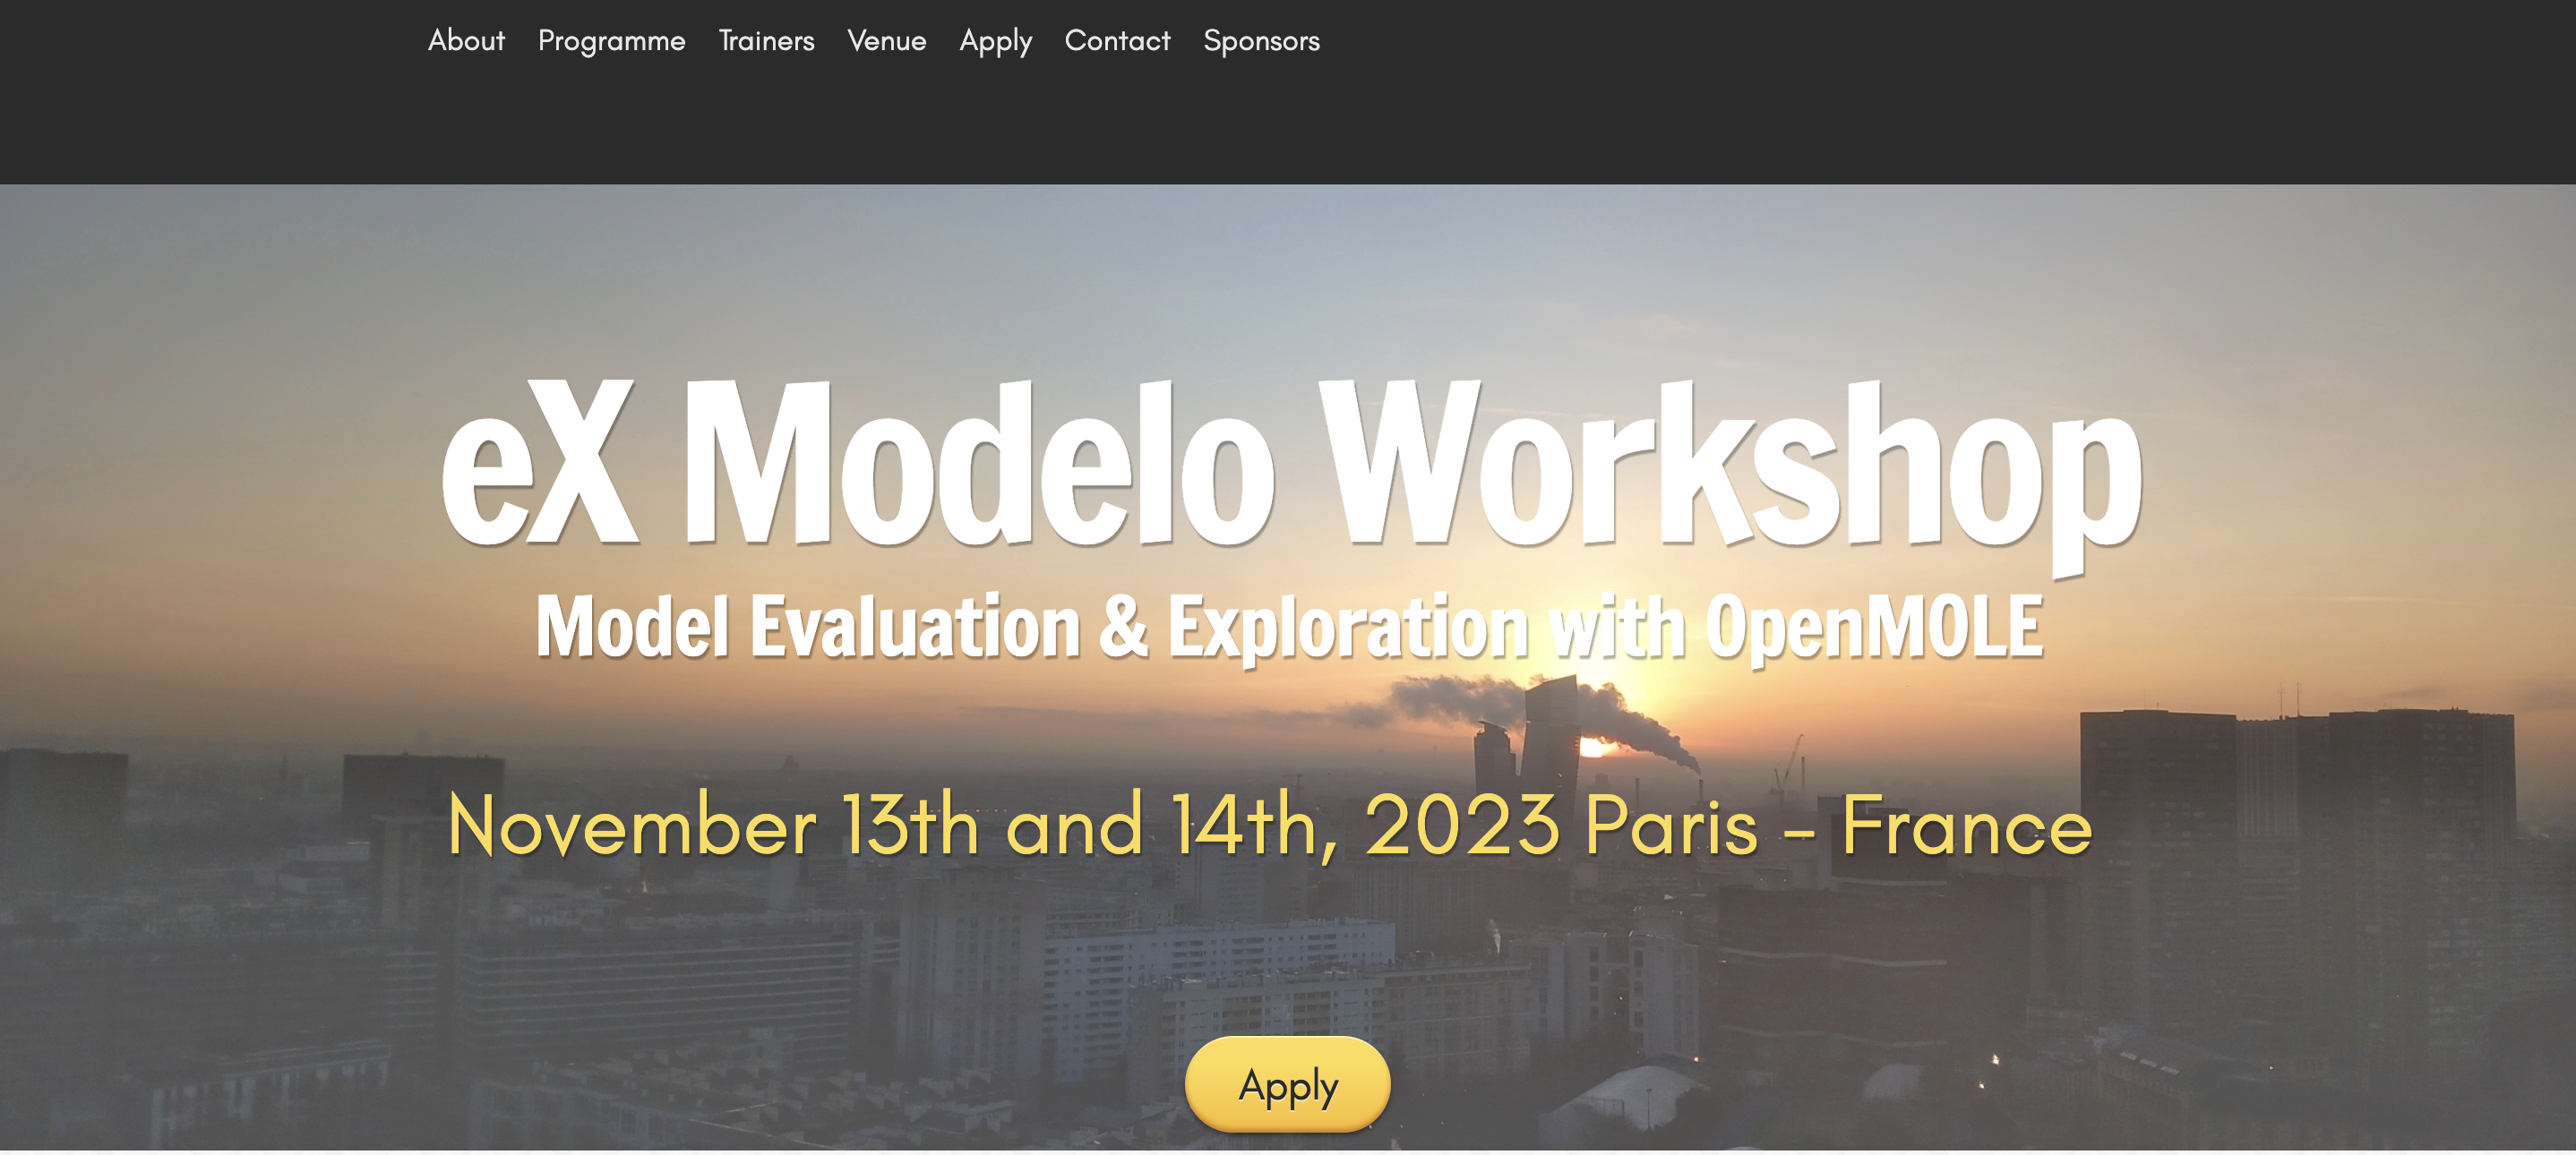 About Programme Trainers Venue Apply Contact Sponsors
eX Modelo Workshop
Model Evaluation & Exploration with OpenMOLE
November 13th and 14th, 2023 Paris - France
Apply